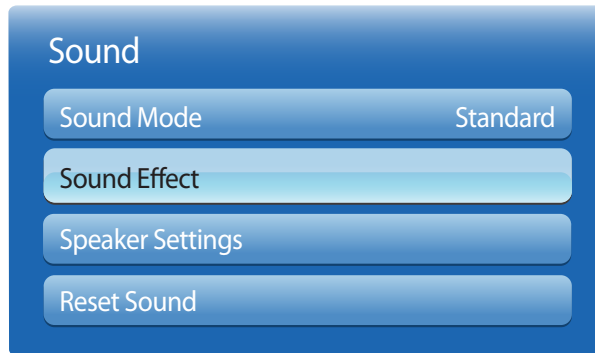 Sound
Sound Mode Standard
Sound Effect
Speaker Settings
Reset Sound